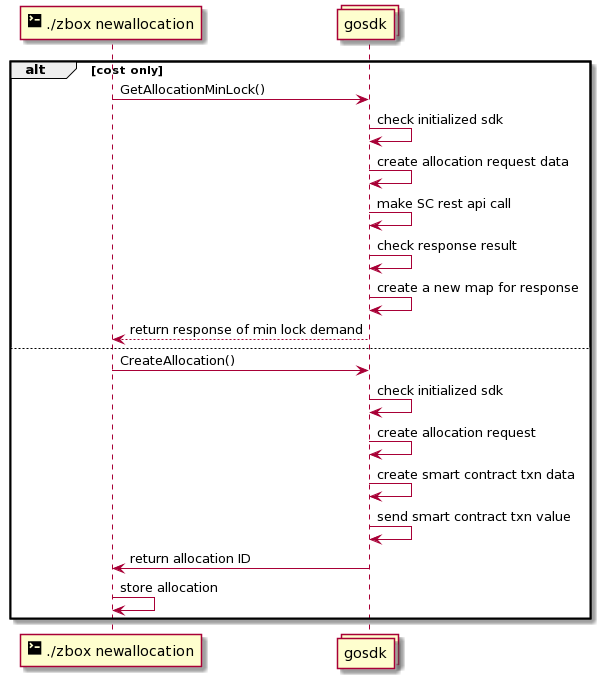 ./zbox newallocation
gosdk
alt
[cost only]
GetAllocationMinLock()
check initialized sdk
create allocation request data
make SC rest api call
check response result
create a new map for response
return response of min lock demand
CreateAllocation()
check initialized sdk
create allocation request
create smart contract txn data
send smart contract txn value
return allocation ID
store allocation
./zbox newallocation
gosdk